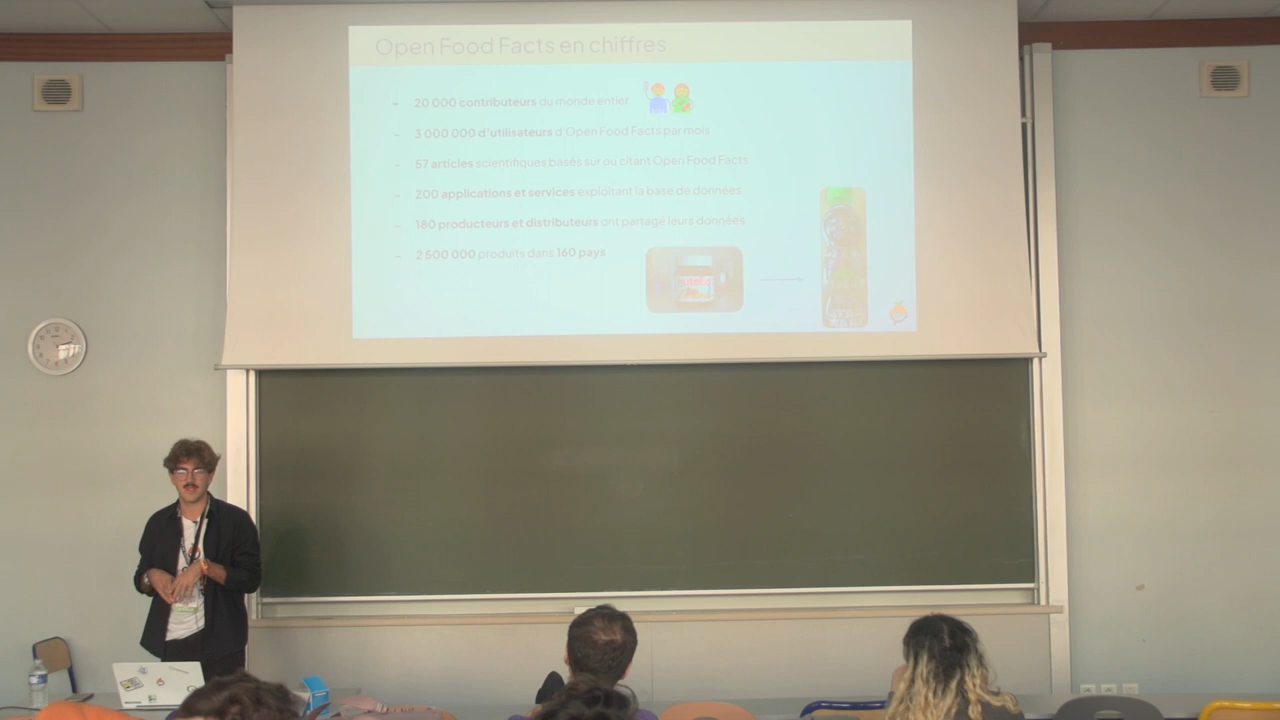 Open Food Facts en chiffres
- 20 000 contributeurs du monde entier
- 3 000 000 d'utilisateurs d'Open Food Facts par mois
- 57 articles scientifiques basés sur ou citant Open Food Facts
- 200 applications et services exploitant la base de données
- 180 producteurs et distributeurs ont partagé leurs données
- 2 500 000 produits dans 160 pays